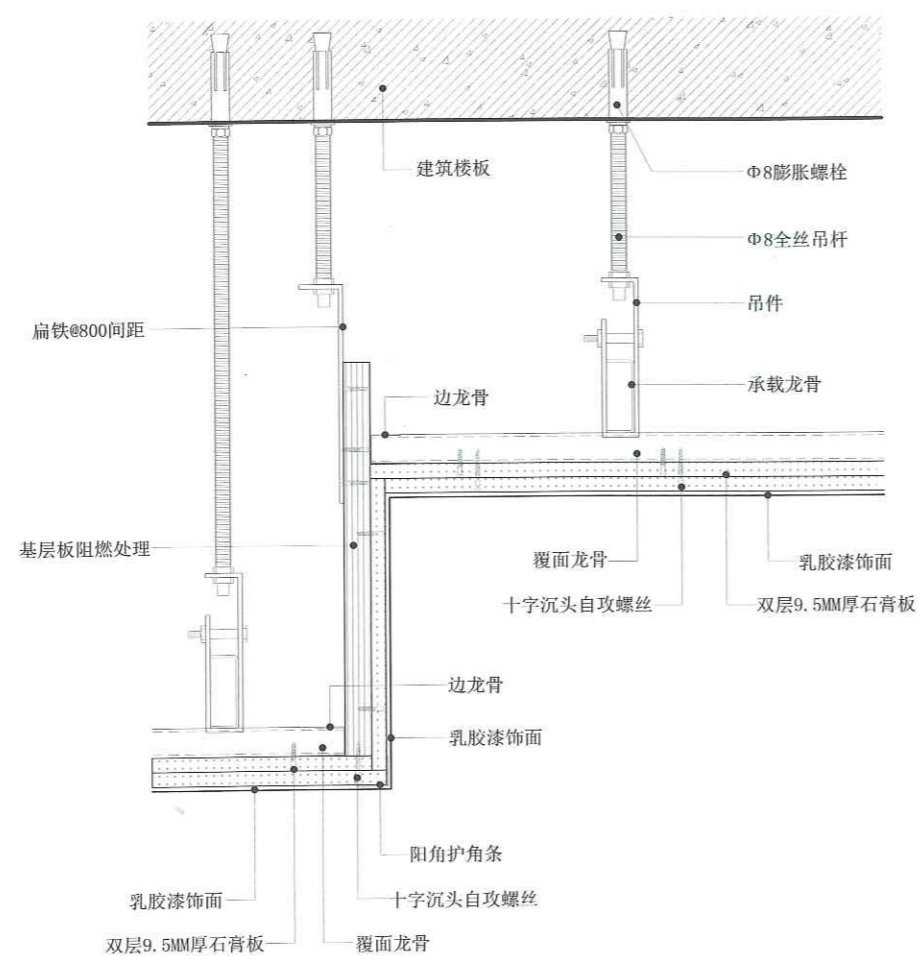 建筑楼板
Φ8膨胀螺栓
Φ8全丝吊杆
吊件
扁铁@800间距
承载龙骨
边龙骨
基层板阻燃处理
覆面龙骨
乳胶漆饰面
十字沉头自攻螺丝
双层9.5MM厚石膏板
边龙骨
乳胶漆饰面
阳角护角条
乳胶漆饰面
十字沉头自攻螺丝
双层9.5MM厚石膏板
覆面龙骨